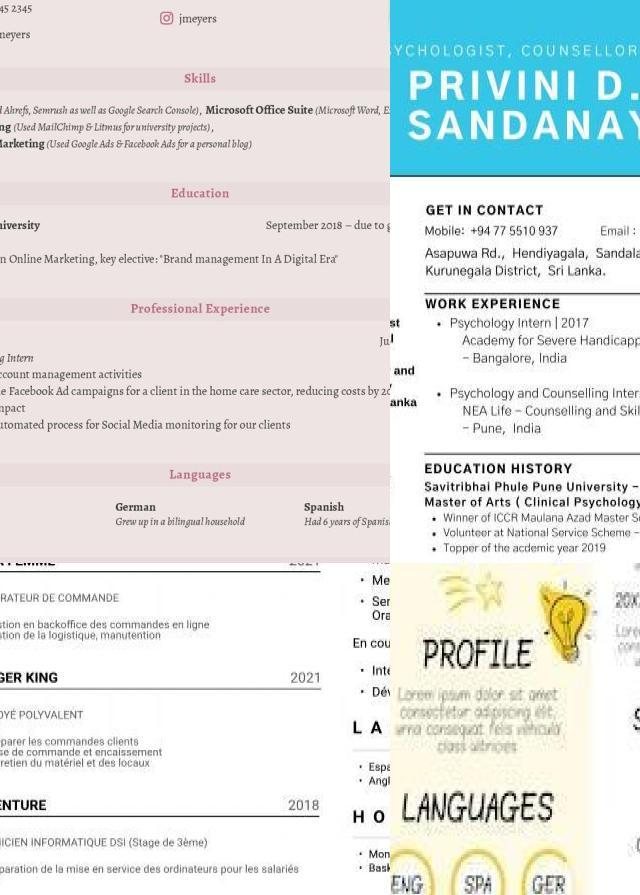 45 2345
jmeyers
meyers
Skills
d Ahrefs, Semrush as well as Google Search Console), Microsoft Office Suite (Microsoft Word, E
ng (Used MailChimp & Litmus for university projects),
Marketing (Used Google Ads & Facebook Ads for a personal blog)
Education
niversity September 2018 – due to g
n Online Marketing, key elective: "Brand management In A Digital Era"
Professional Experience
Ju
g Intern
ccount management activities
e Facebook Ad campaigns for a client in the home care sector, reducing costs by 20
mpact
utomated process for Social Media monitoring for our clients
Languages
German Spanish
Grew up in a bilingual household Had 6 years of Spanis
YCHOLOGIST, COUNSELLOR
PRIVINI D.
SANDANAY
GET IN CONTACT
Mobile: +94 77 5510 937 Email :
Asapuwa Rd., Hendiyagala, Sandala
Kurunegala District, Sri Lanka.
WORK EXPERIENCE
st
• Psychology Intern | 2017
Academy for Severe Handicapp
– Bangalore, India
and
• Psychology and Counselling Inter
anka
NEA Life – Counselling and Skil
– Pune, India
EDUCATION HISTORY
Savitribhai Phule Pune University –
Master of Arts ( Clinical Psychology
• Winner of ICCR Maulana Azad Master Sc
• Volunteer at National Service Scheme –
• Topper of the acdemic year 2019
RATEUR DE COMMANDE
stion en backoffice des commandes en ligne
stion de la logistique, manutention
GER KING 2021
OYÉ POLYVALENT
parer les commandes clients
se de commande et encaissement
retien du matériel et des locaux
ENTURE 2018
NICIEN INFORMATIQUE DSI (Stage de 3ème)
paration de la mise en service des ordinateurs pour les salariés
• Me
• Ser
Ora
En cou
• Inte
• Dév
L A
• Espa
• Angl
H O
• Mon
• Bask
PROFILE
Lorem ipsum dolor sit amet
consectetur adipiscing elit,
urna consequat felis vehicula
class ultricies
LANGUAGES
ENG SPA GER
20X
Lore